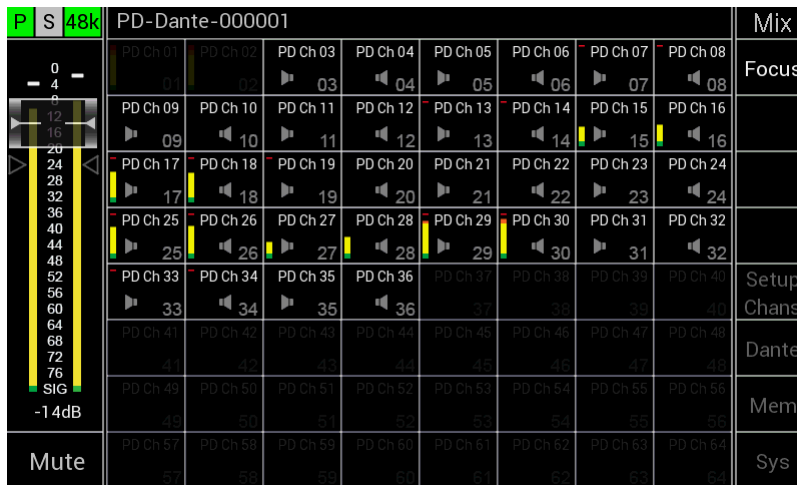 P S 48k PD-Dante-000001 Mix
PD Ch 01 PD Ch 02 PD Ch 03 PD Ch 04 PD Ch 05 PD Ch 06 PD Ch 07 PD Ch 08
01 02 03 04 05 06 07 08
Focus
PD Ch 09 PD Ch 10 PD Ch 11 PD Ch 12 PD Ch 13 PD Ch 14 PD Ch 15 PD Ch 16
09 10 11 12 13 14 15 16
PD Ch 17 PD Ch 18 PD Ch 19 PD Ch 20 PD Ch 21 PD Ch 22 PD Ch 23 PD Ch 24
17 18 19 20 21 22 23 24
PD Ch 25 PD Ch 26 PD Ch 27 PD Ch 28 PD Ch 29 PD Ch 30 PD Ch 31 PD Ch 32
25 26 27 28 29 30 31 32
PD Ch 33 PD Ch 34 PD Ch 35 PD Ch 36 PD Ch 37 PD Ch 38 PD Ch 39 PD Ch 40
33 34 35 36 37 38 39 40
Setup
Chans
PD Ch 41 PD Ch 42 PD Ch 43 PD Ch 44 PD Ch 45 PD Ch 46 PD Ch 47 PD Ch 48
41 42 43 44 45 46 47 48
Dante
PD Ch 49 PD Ch 50 PD Ch 51 PD Ch 52 PD Ch 53 PD Ch 54 PD Ch 55 PD Ch 56
49 50 51 52 53 54 55 56
Mem
PD Ch 57 PD Ch 58 PD Ch 59 PD Ch 60 PD Ch 61 PD Ch 62 PD Ch 63 PD Ch 64
57 58 59 60 61 62 63 64
Sys
0
4
8
12
16
20
24
28
32
36
40
44
48
52
56
60
64
68
72
76
SIG
-14dB
Mute